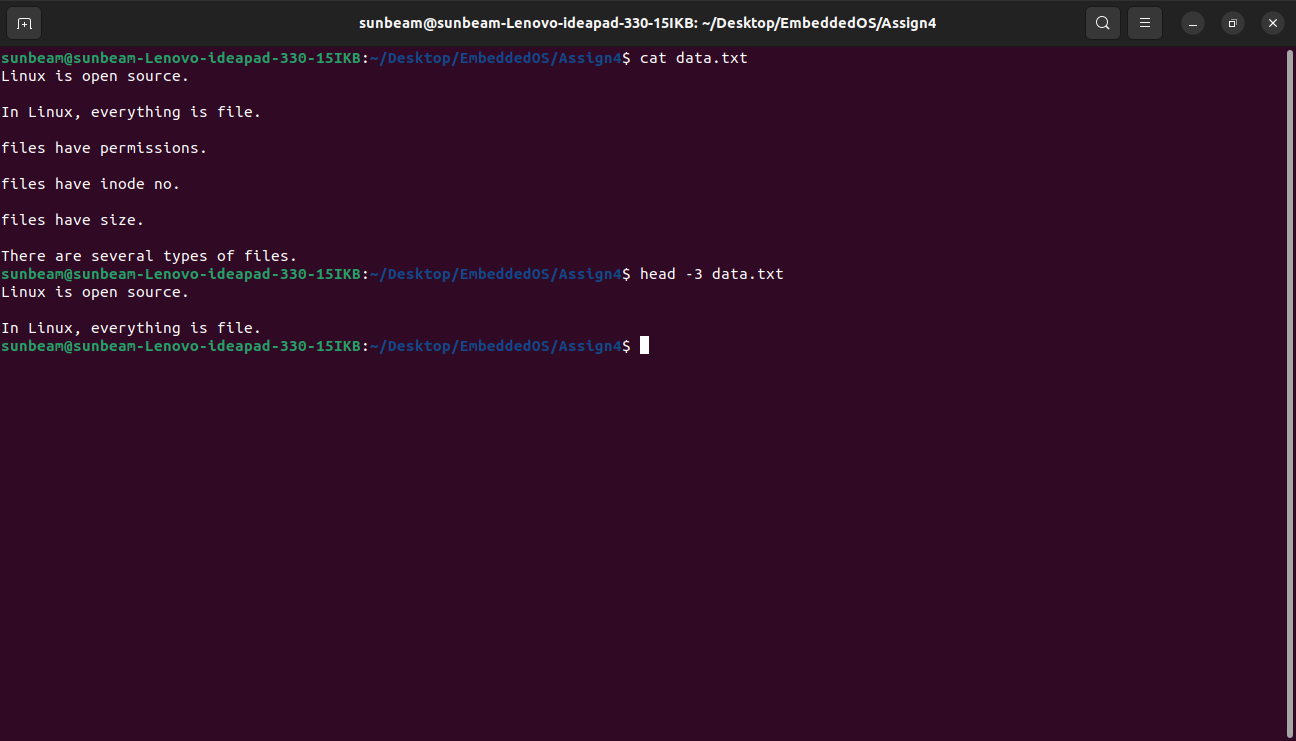 sunbeam@sunbeam-Lenovo-ideapad-330-15IKB: ~/Desktop/EmbeddedOS/Assign4
sunbeam@sunbeam-Lenovo-ideapad-330-15IKB:~/Desktop/EmbeddedOS/Assign4$ cat data.txt
Linux is open source.
In Linux, everything is file.
files have permissions.
files have inode no.
files have size.
There are several types of files.
sunbeam@sunbeam-Lenovo-ideapad-330-15IKB:~/Desktop/EmbeddedOS/Assign4$ head -3 data.txt
Linux is open source.
In Linux, everything is file.
sunbeam@sunbeam-Lenovo-ideapad-330-15IKB:~/Desktop/EmbeddedOS/Assign4$